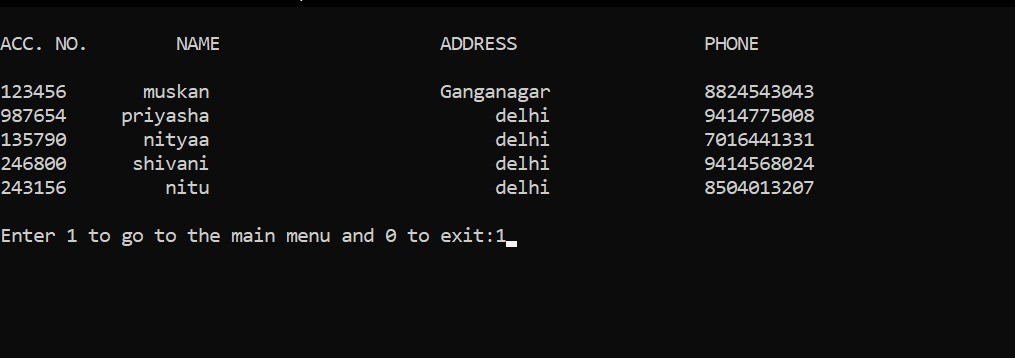 ACC. NO. NAME ADDRESS PHONE
123456 muskan Ganganagar 8824543043
987654 priyasha delhi 9414775008
135790 nityaa delhi 7016441331
246800 shivani delhi 9414568024
243156 nitu delhi 8504013207
Enter 1 to go to the main menu and 0 to exit:1